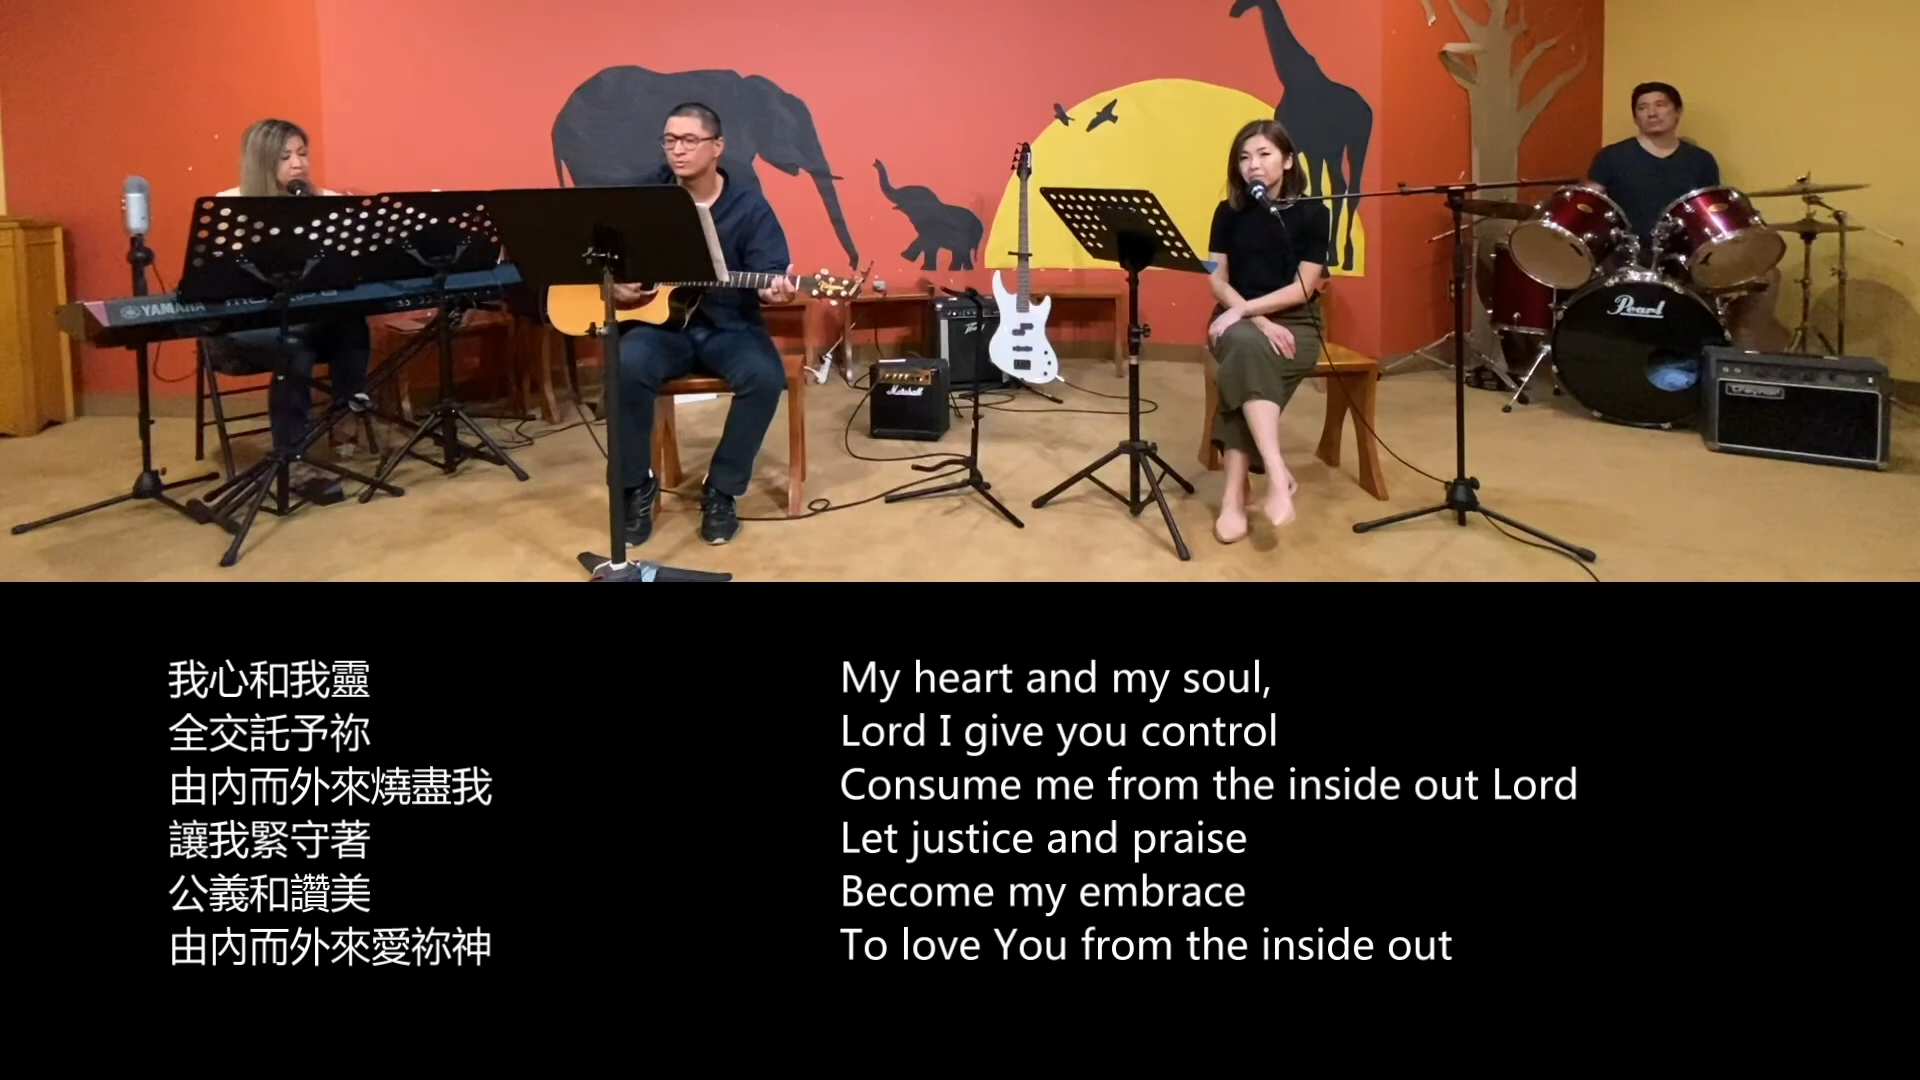 YAMAHA
Marshall
Pearl
我心和我靈
全交託予祢
由內而外來燒盡我
讓我緊守著
公義和讚美
由內而外來愛祢神
My heart and my soul,
Lord I give you control
Consume me from the inside out Lord
Let justice and praise
Become my embrace
To love You from the inside out